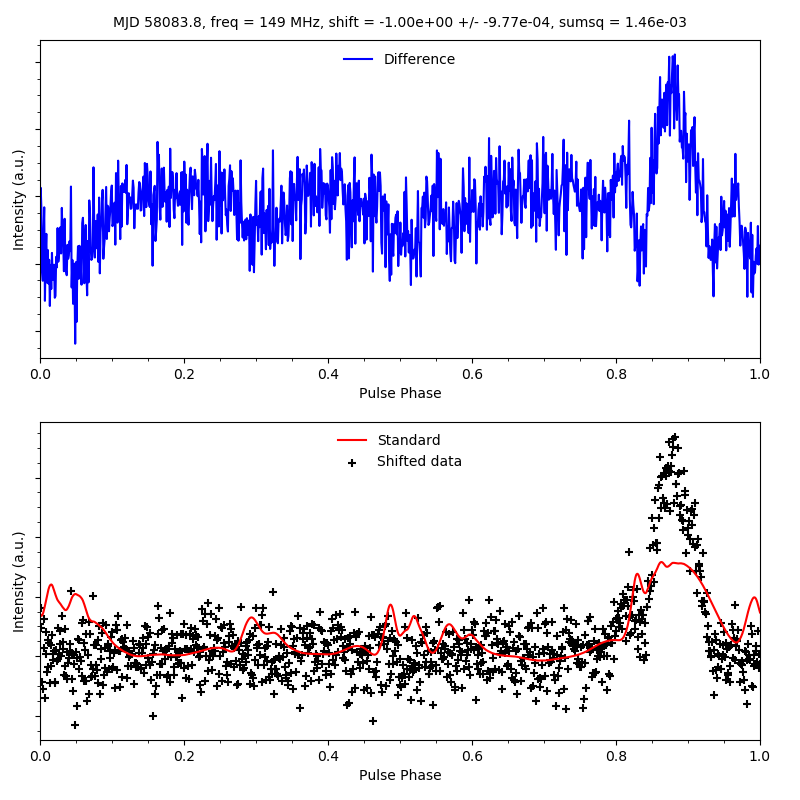 MJD 58083.8, freq = 149 MHz, shift = -1.00e+00 +/- -9.77e-04, sumsq = 1.46e-03
Difference
Intensity (a.u.)
0.0 0.2 0.4 0.6 0.8 1.0
Pulse Phase
Standard
Shifted data
Intensity (a.u.)
0.0 0.2 0.4 0.6 0.8 1.0
Pulse Phase